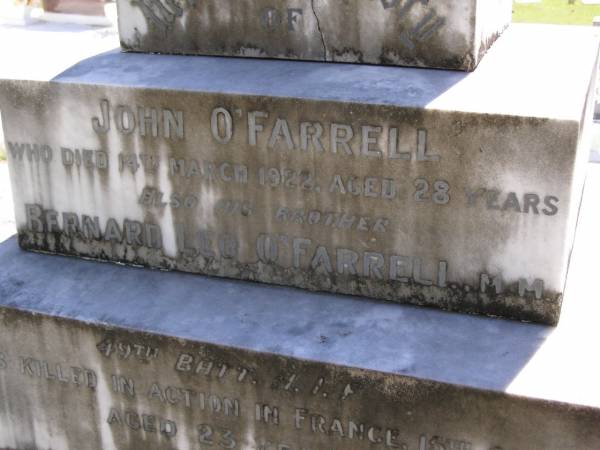 OF
JOHN O'FARRELL
WHO DIED 14TH MARCH 1922, AGED 28 YEARS
ALSO HIS BROTHER
BERNARD LEO O'FARRELL, M.M.
49TH BATT. A.I.F.
KILLED IN ACTION IN FRANCE,
AGED 23